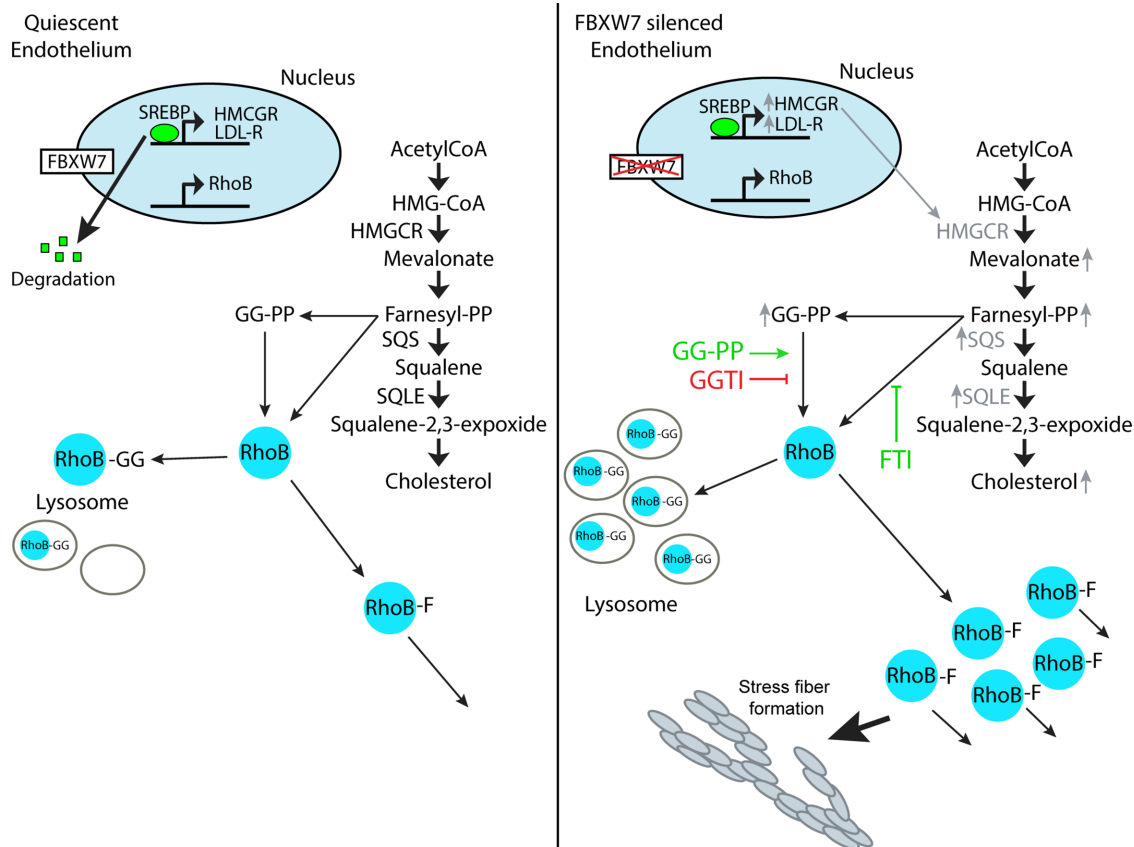 Quiescent
Endothelium
Nucleus
SREBP
HMCGR
LDL-R
FBXW7
RhoB
Degradation
AcetylCoA
HMG-CoA
HMGCR
Mevalonate
GG-PP
Farnesyl-PP
SQS
Squalene
SQLE
Squalene-2,3-expoxide
Cholesterol
RhoB
RhoB-GG
Lysosome
RhoB-GG
RhoB-F
FBXW7 silenced
Endothelium
Nucleus
SREBP
HMCGR
LDL-R
FBXW7
RhoB
AcetylCoA
HMG-CoA
HMGCR
Mevalonate
GG-PP
Farnesyl-PP
SQS
GG-PP
GGTI
Squalene
SQLE
Squalene-2,3-expoxide
FTI
Cholesterol
RhoB
RhoB-GG
RhoB-GG
RhoB-GG
RhoB-GG
RhoB-GG
Lysosome
RhoB-F
RhoB-F
RhoB-F
RhoB-F
RhoB-F
Stress fiber
formation